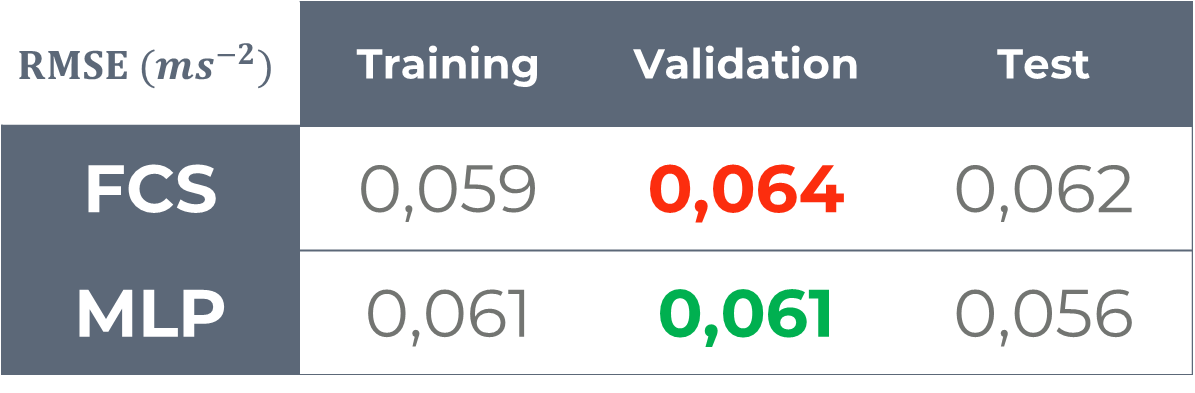 RMSE (ms⁻²) Training Validation Test
FCS 0,059 0,064 0,062
MLP 0,061 0,061 0,056